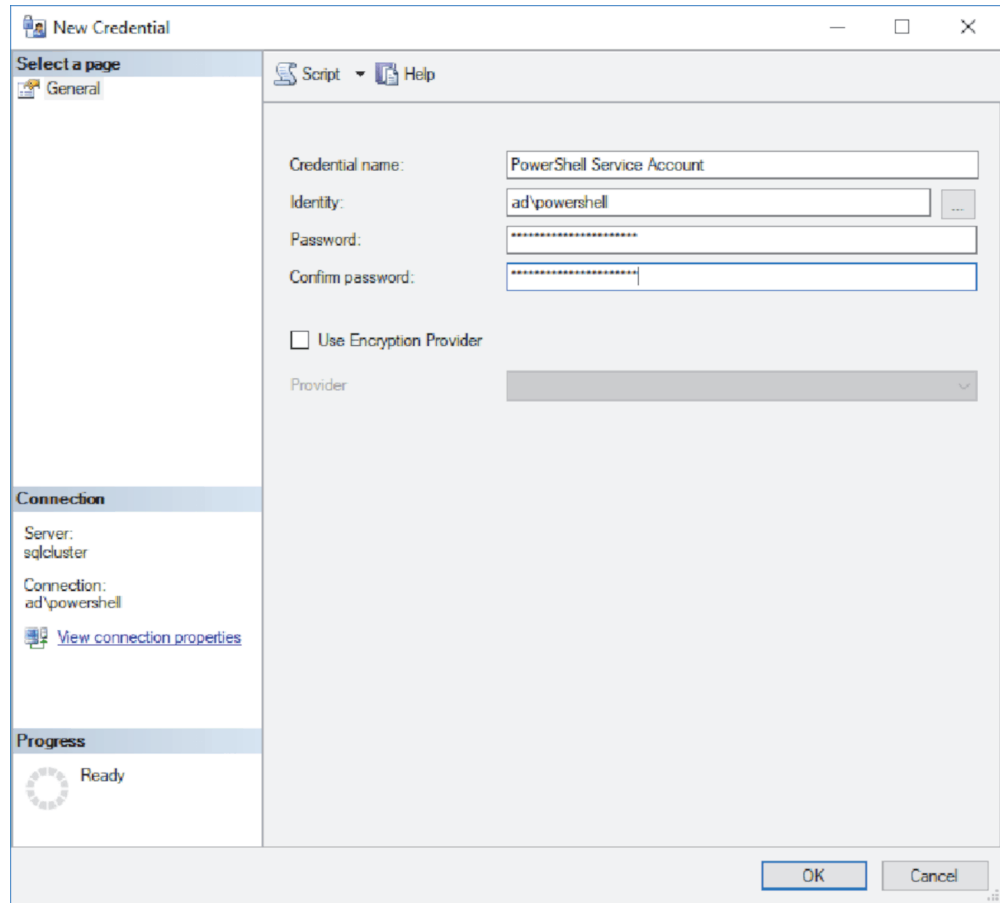 New Credential
Select a page
General
Script Help
Credential name: PowerShell Service Account
Identity: ad\powershell ...
Password: **********************
Confirm password: **********************
Use Encryption Provider
Provider
Connection
Server:
sqlcluster
Connection:
ad\powershell
View connection properties
Progress
Ready
OK Cancel